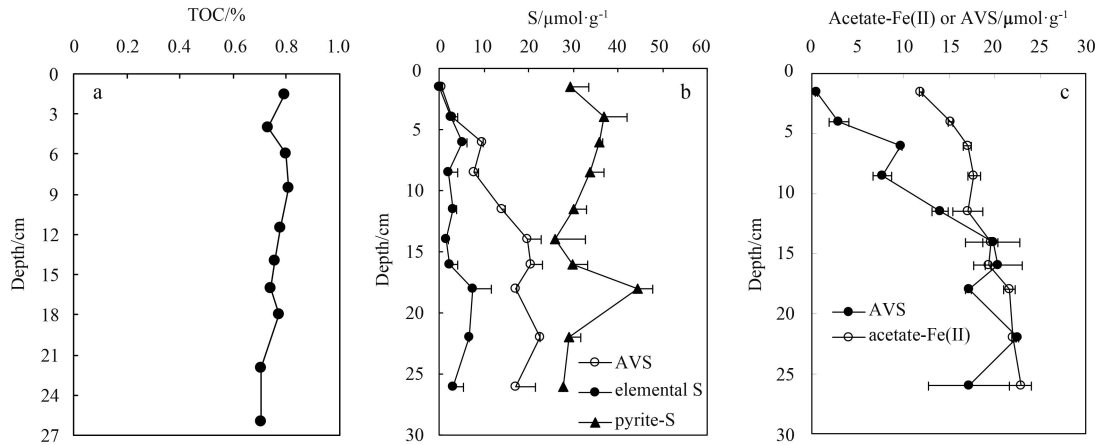 TOC/%
0 0.2 0.4 0.6 0.8 1.0
0
3
6
9
12
15
18
21
24
27
Depth/cm
a
S/μmol·g⁻¹
0 10 20 30 40 50 60
0
5
10
15
20
25
30
Depth/cm
b
AVS
elemental S
pyrite-S
Acetate-Fe(II) or AVS/μmol·g⁻¹
0 10 15 20 25 30
0
5
10
15
20
25
30
Depth/cm
c
AVS
acetate-Fe(II)